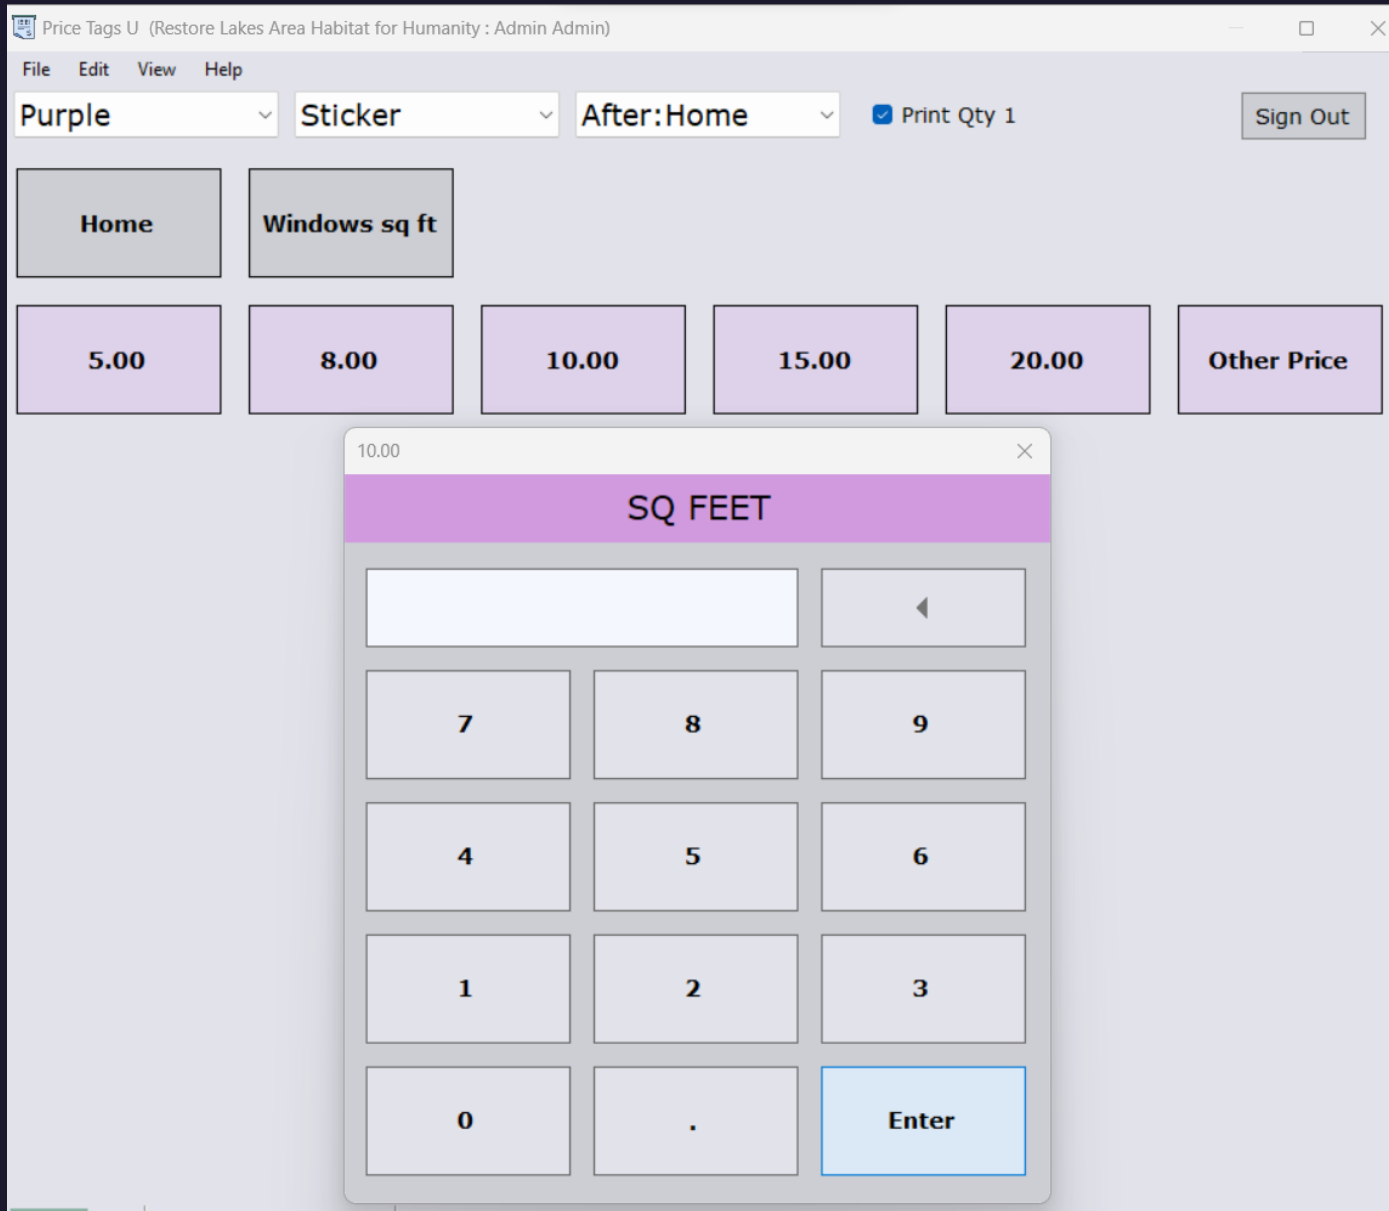 Price Tags U (Restore Lakes Area Habitat for Humanity : Admin Admin)
File Edit View Help
Purple Sticker After:Home Print Qty 1 Sign Out
Home Windows sq ft
5.00 8.00 10.00 15.00 20.00 Other Price
10.00
SQ FEET
7 8 9
4 5 6
1 2 3
0 . Enter